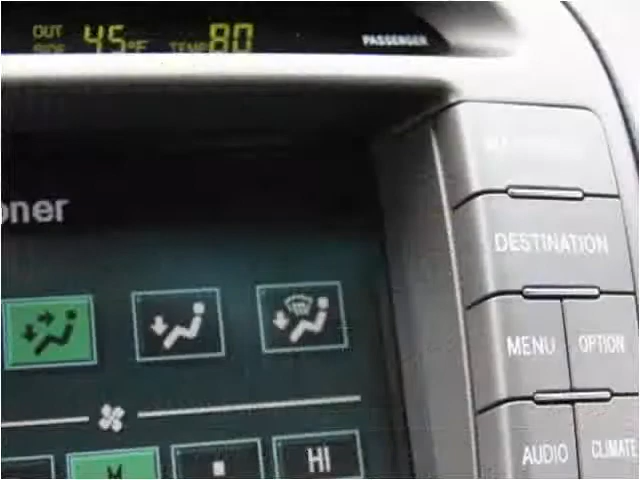 OUT SIDE 45°F TEMP 80 PASSENGER
oner
DESTINATION
MENU OPTION
AUDIO CLIMATE
M HI